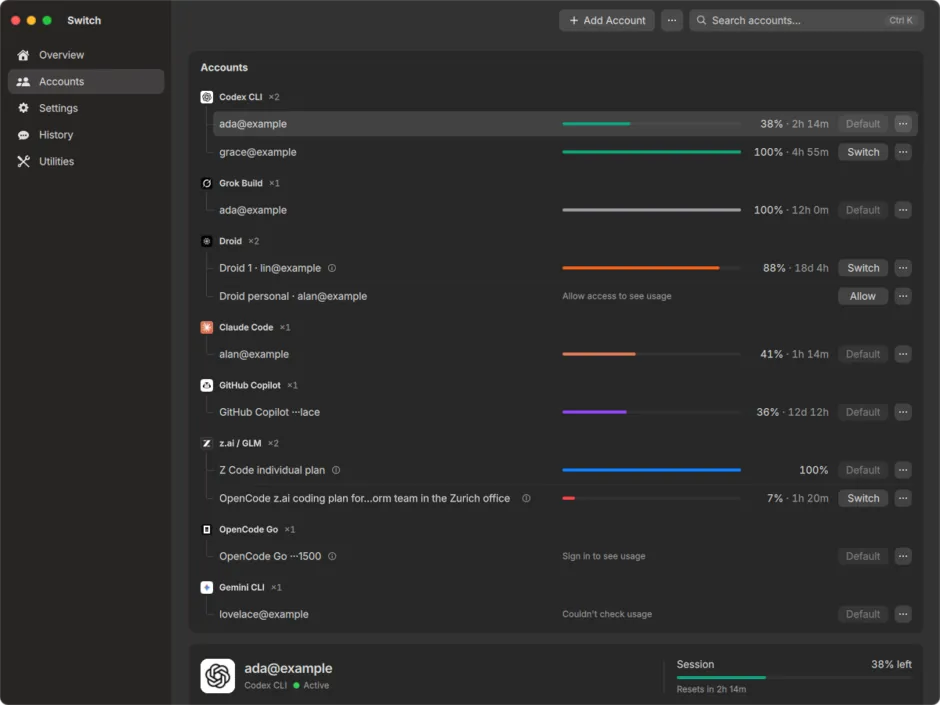 Switch
+ Add Account ··· Search accounts... Ctrl K
Overview
Accounts
Settings
History
Utilities
Accounts
Codex CLI ×2
ada@example 38% · 2h 14m Default ···
grace@example 100% · 4h 55m Switch ···
Grok Build ×1
ada@example 100% · 12h 0m Default ···
Droid ×2
Droid 1 · lin@example 88% · 18d 4h Switch ···
Droid personal · alan@example Allow access to see usage Allow ···
Claude Code ×1
alan@example 41% · 1h 14m Default ···
GitHub Copilot ×1
GitHub Copilot ···lace 36% · 12d 12h Default ···
z.ai / GLM ×2
Z Code individual plan 100% Default ···
OpenCode z.ai coding plan for...orm team in the Zurich office 7% · 1h 20m Switch ···
OpenCode Go ×1
OpenCode Go ···1500 Sign in to see usage Default ···
Gemini CLI ×1
lovelace@example Couldn't check usage Default ···
ada@example
Codex CLI Active
Session 38% left
Resets in 2h 14m